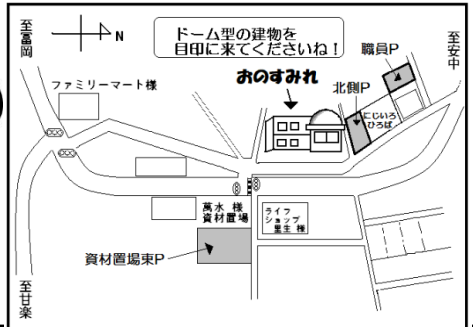 至富岡
N
ドーム型の建物を
目印に来てくださいね！
至安中
職員P
ファミリーマート様
おのすみれ
北側P
にじいろ
ひろば
萬水 様
資材置場
ライフ
ショップ
里生 様
資材置場東P
至甘楽